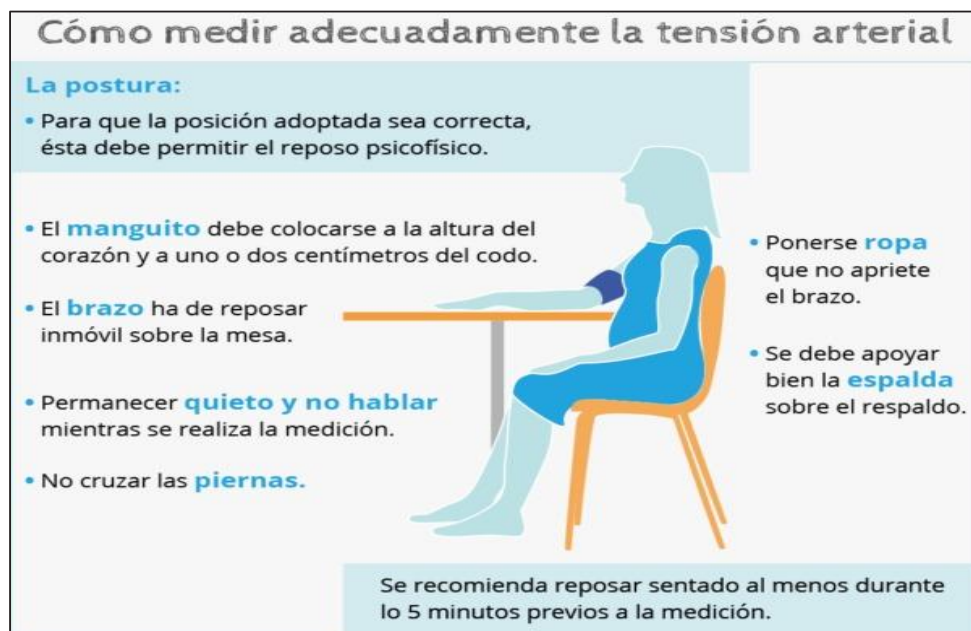 Cómo medir adecuadamente la tensión arterial
La postura:
• Para que la posición adoptada sea correcta,
ésta debe permitir el reposo psicofísico.
• El manguito debe colocarse a la altura del
corazón y a uno o dos centímetros del codo.
• El brazo ha de reposar
inmóvil sobre la mesa.
• Permanecer quieto y no hablar
mientras se realiza la medición.
• No cruzar las piernas.
• Ponerse ropa
que no apriete
el brazo.
• Se debe apoyar
bien la espalda
sobre el respaldo.
Se recomienda reposar sentado al menos durante
lo 5 minutos previos a la medición.